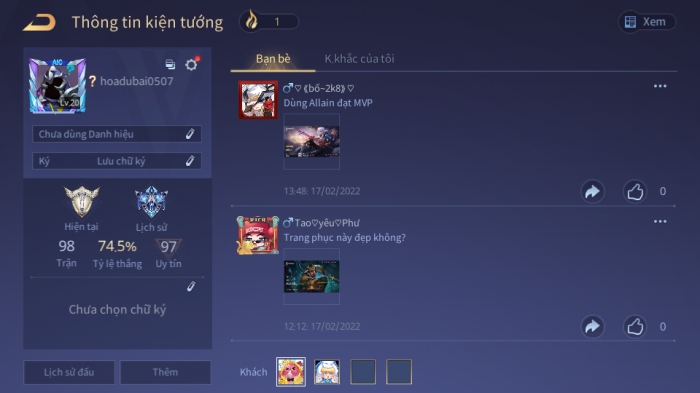 Thông tin kiện tướng
1
Xem
AIC
Lv.20
? hoadubai0507
Chưa dùng Danh hiệu
Ký Lưu chữ ký
Hiện tại Lịch sử
98 74.5% 97
Trận Tỷ lệ thắng Uy tín
Chưa chọn chữ ký
Lịch sử đấu Thêm
Bạn bè K.khắc của tôi
♂♡⟪bố~2k8⟫♡
Dùng Allain đạt MVP
13:48: 17/02/2022
0
♂Tao♡yêu♡Phư
Trang phục này đẹp không?
12:12: 17/02/2022
0
Khách